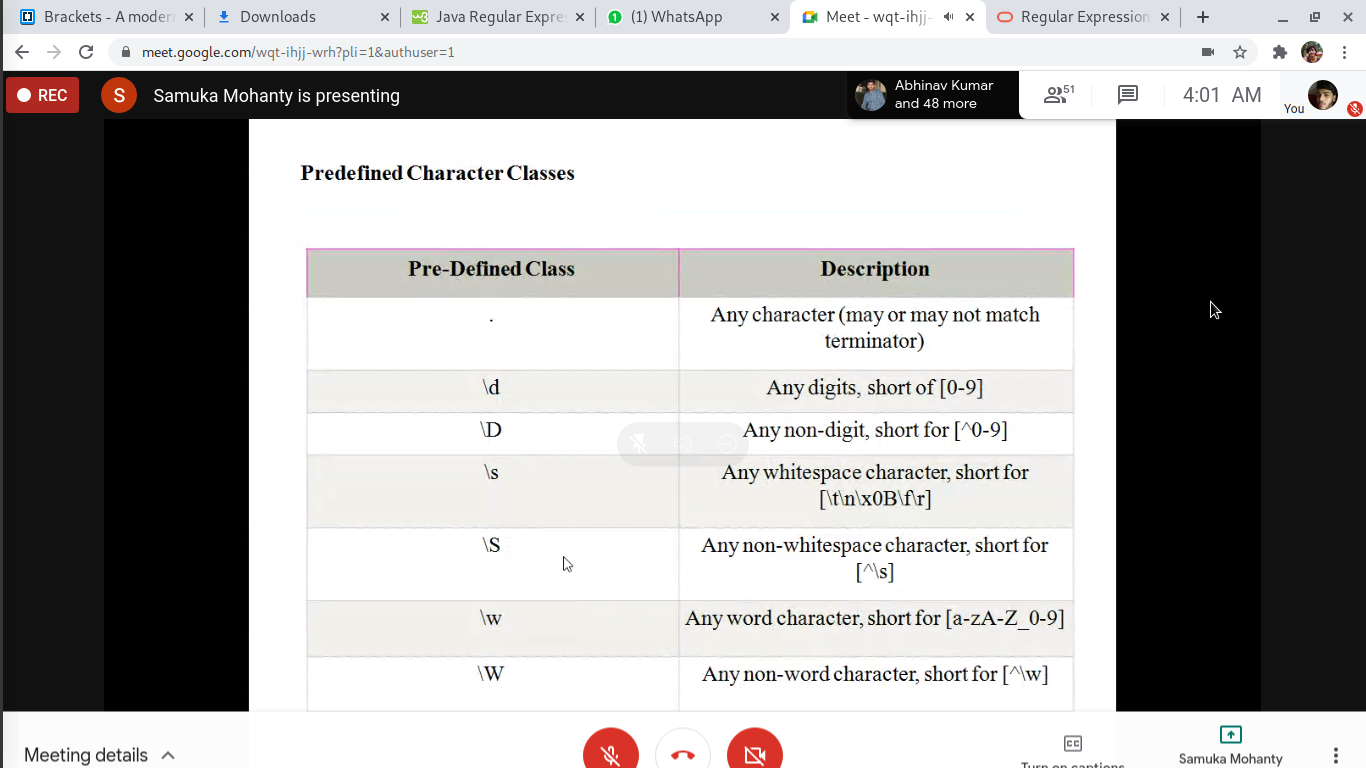 Brackets - A moder
Downloads
Java Regular Expre
(1) WhatsApp
Meet - wqt-ihjj-
Regular Expression
meet.google.com/wqt-ihjj-wrh?pli=1&authuser=1
REC
S
Samuka Mohanty is presenting
Abhinav Kumar
and 48 more
51
4:01 AM
You
Predefined Character Classes
Pre-Defined Class Description
. Any character (may or may not match
terminator)
\d Any digits, short of [0-9]
\D Any non-digit, short for [^0-9]
\s Any whitespace character, short for
[\t\n\x0B\f\r]
\S Any non-whitespace character, short for
[^\s]
\w Any word character, short for [a-zA-Z_0-9]
\W Any non-word character, short for [^\w]
Meeting details
CC
Turn on captions
Samuka Mohanty